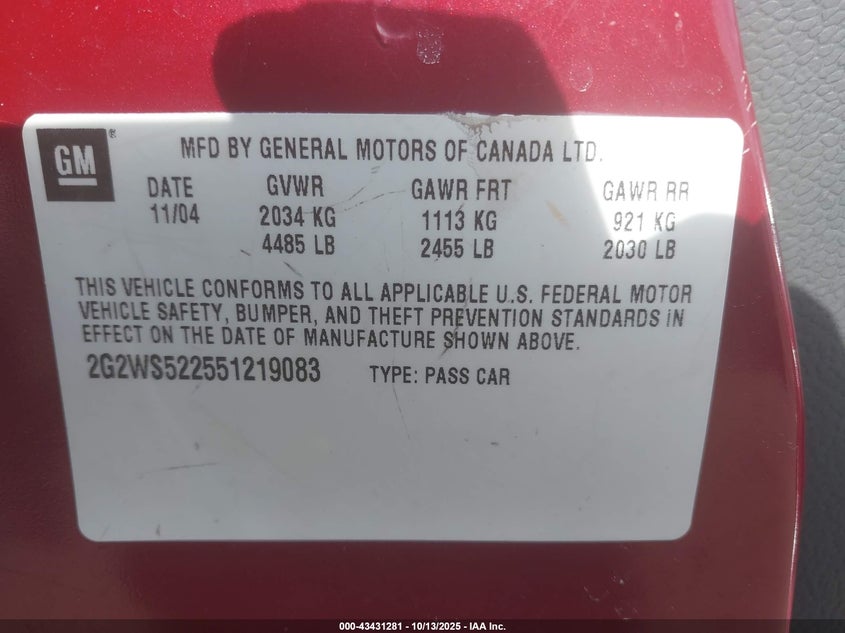 GM ®
MFD BY GENERAL MOTORS OF CANADA LTD.
DATE GVWR GAWR FRT GAWR RR
11/04 2034 KG 1113 KG 921 KG
4485 LB 2455 LB 2030 LB
THIS VEHICLE CONFORMS TO ALL APPLICABLE U.S. FEDERAL MOTOR
VEHICLE SAFETY, BUMPER, AND THEFT PREVENTION STANDARDS IN
EFFECT ON THE DATE OF MANUFACTURE SHOWN ABOVE.
2G2WS522551219083 TYPE: PASS CAR
000-43431281 - 10/13/2025 - IAA Inc.